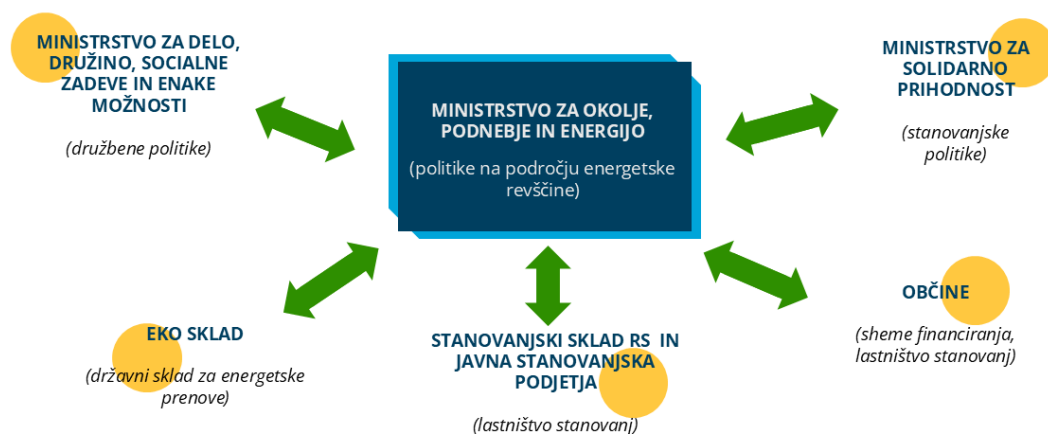 MINISTRSTVO ZA DELO,
DRUŽINO, SOCIALNE
ZADEVE IN ENAKE
MOŽNOSTI
(družbene politike)
MINISTRSTVO ZA OKOLJE,
PODNEBJE IN ENERGIJO
(politike na področju energetske
revščine)
MINISTRSTVO ZA
SOLIDARNO
PRIHODNOST
(stanovanjske
politike)
EKO SKLAD
(državni sklad za energetske
prenove)
STANOVANJSKI SKLAD RS IN
JAVNA STANOVANJSKA
PODJETJA
(lastništvo stanovanj)
OBČINE
(sheme financiranja,
lastništvo stanovanj)